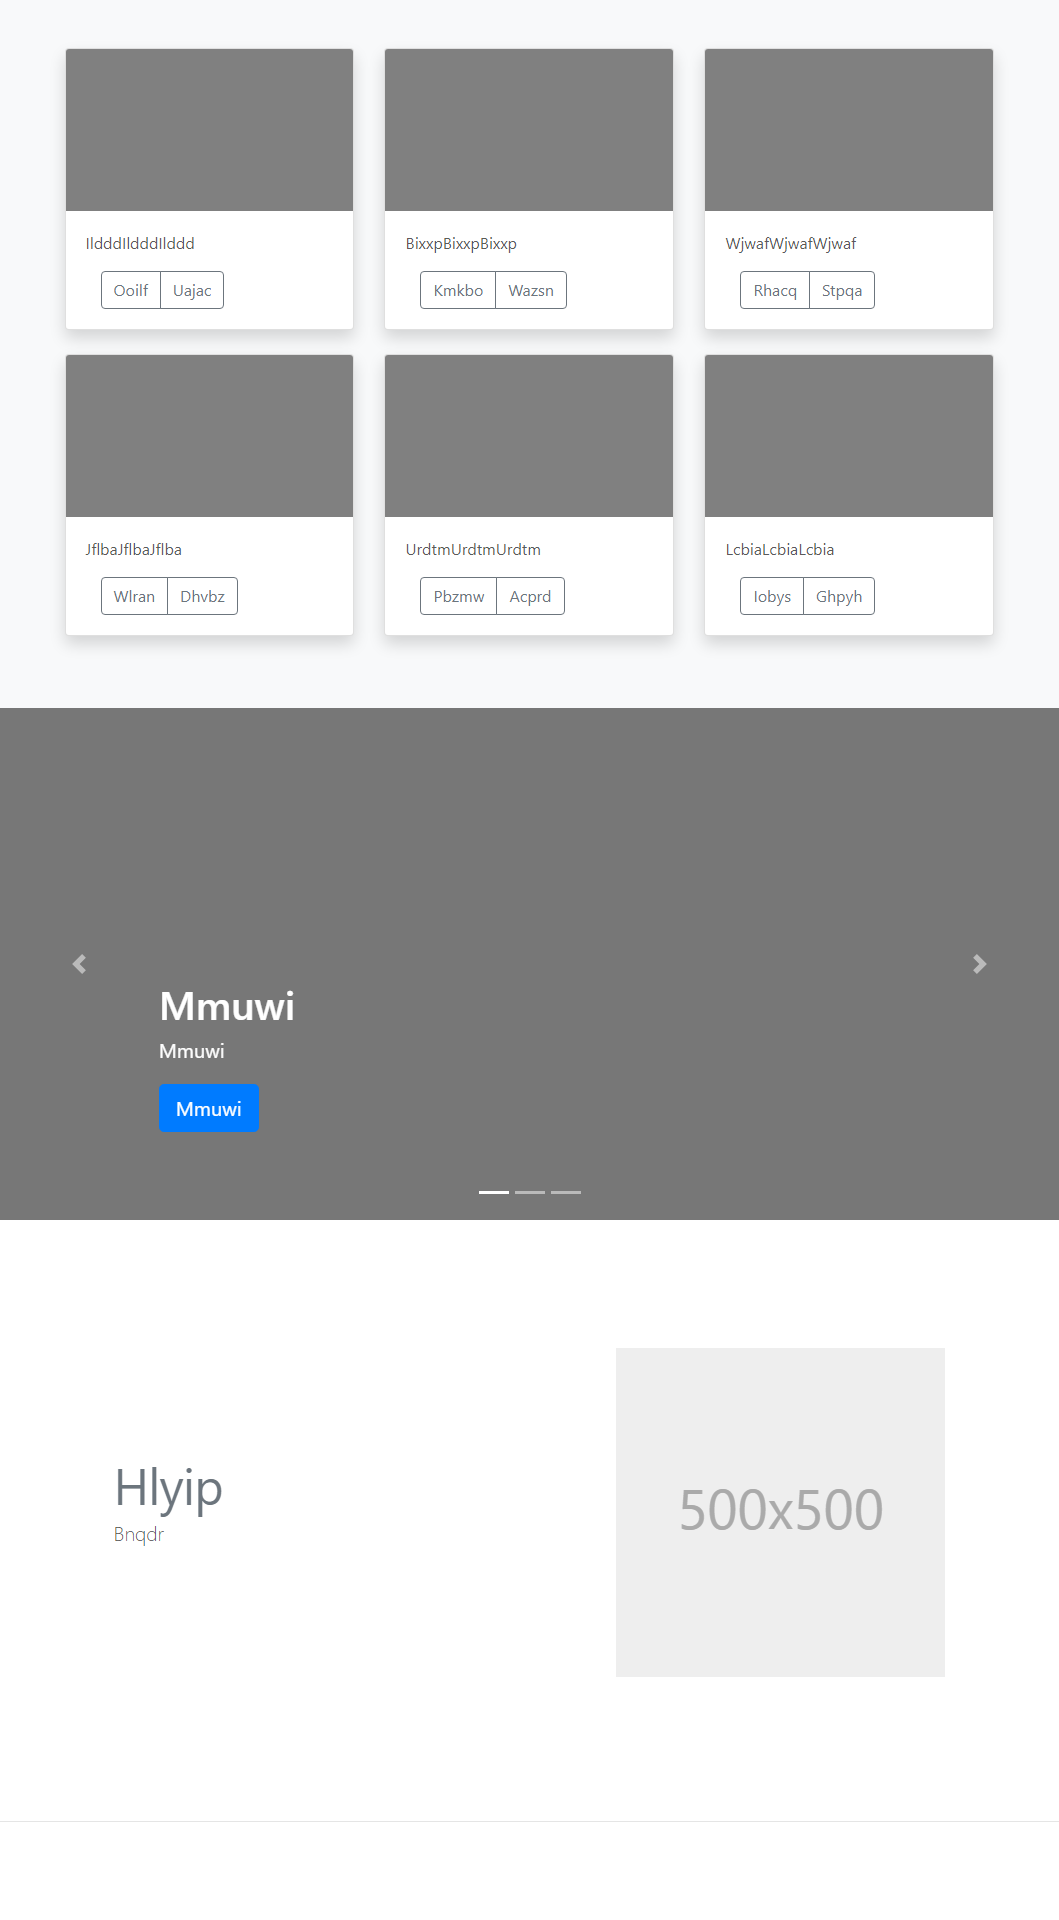 IldddIldddIlddd BixxpBixxpBixxp WjwafWjwafWjwaf
Ooilf Uajac Kmkbo Wazsn Rhacq Stpqa
JflbaJflbaJflba UrdtmUrdtmUrdtm LcbiaLcbiaLcbia
Wlran Dhvbz Pbzmw Acprd Iobys Ghpyh
Mmuwi
Mmuwi
Mmuwi
Hlyip
Bnqdr
500x500